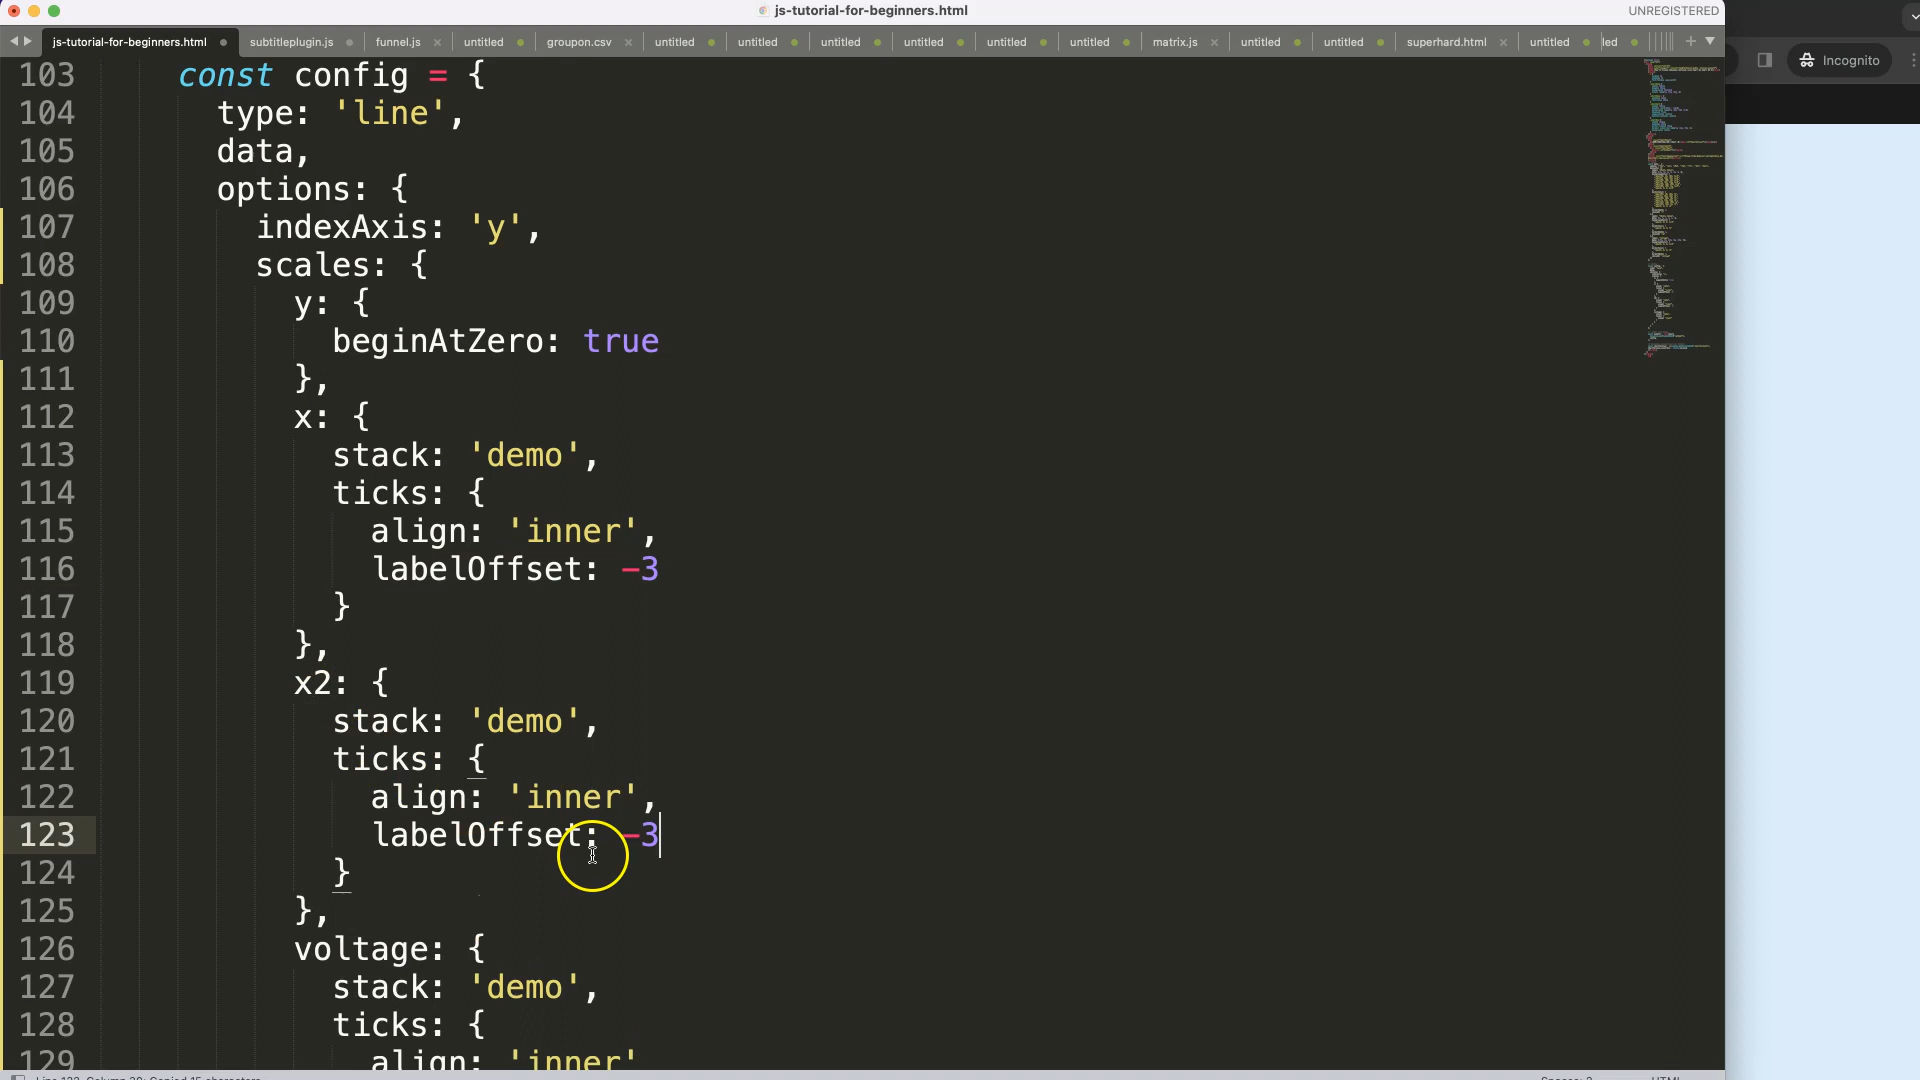 js-tutorial-for-beginners.html
UNREGISTERED
js-tutorial-for-beginners.html subtitleplugin.js funnel.js untitled groupon.csv untitled untitled untitled untitled untitled untitled matrix.js untitled untitled superhard.html untitled led
Incognito
103 const config = {
104 type: 'line',
105 data,
106 options: {
107 indexAxis: 'y',
108 scales: {
109 y: {
110 beginAtZero: true
111 },
112 x: {
113 stack: 'demo',
114 ticks: {
115 align: 'inner',
116 labelOffset: -3
117 }
118 },
119 x2: {
120 stack: 'demo',
121 ticks: {
122 align: 'inner',
123 labelOffset: -3
124 }
125 },
126 voltage: {
127 stack: 'demo',
128 ticks: {
129 align: 'inner'